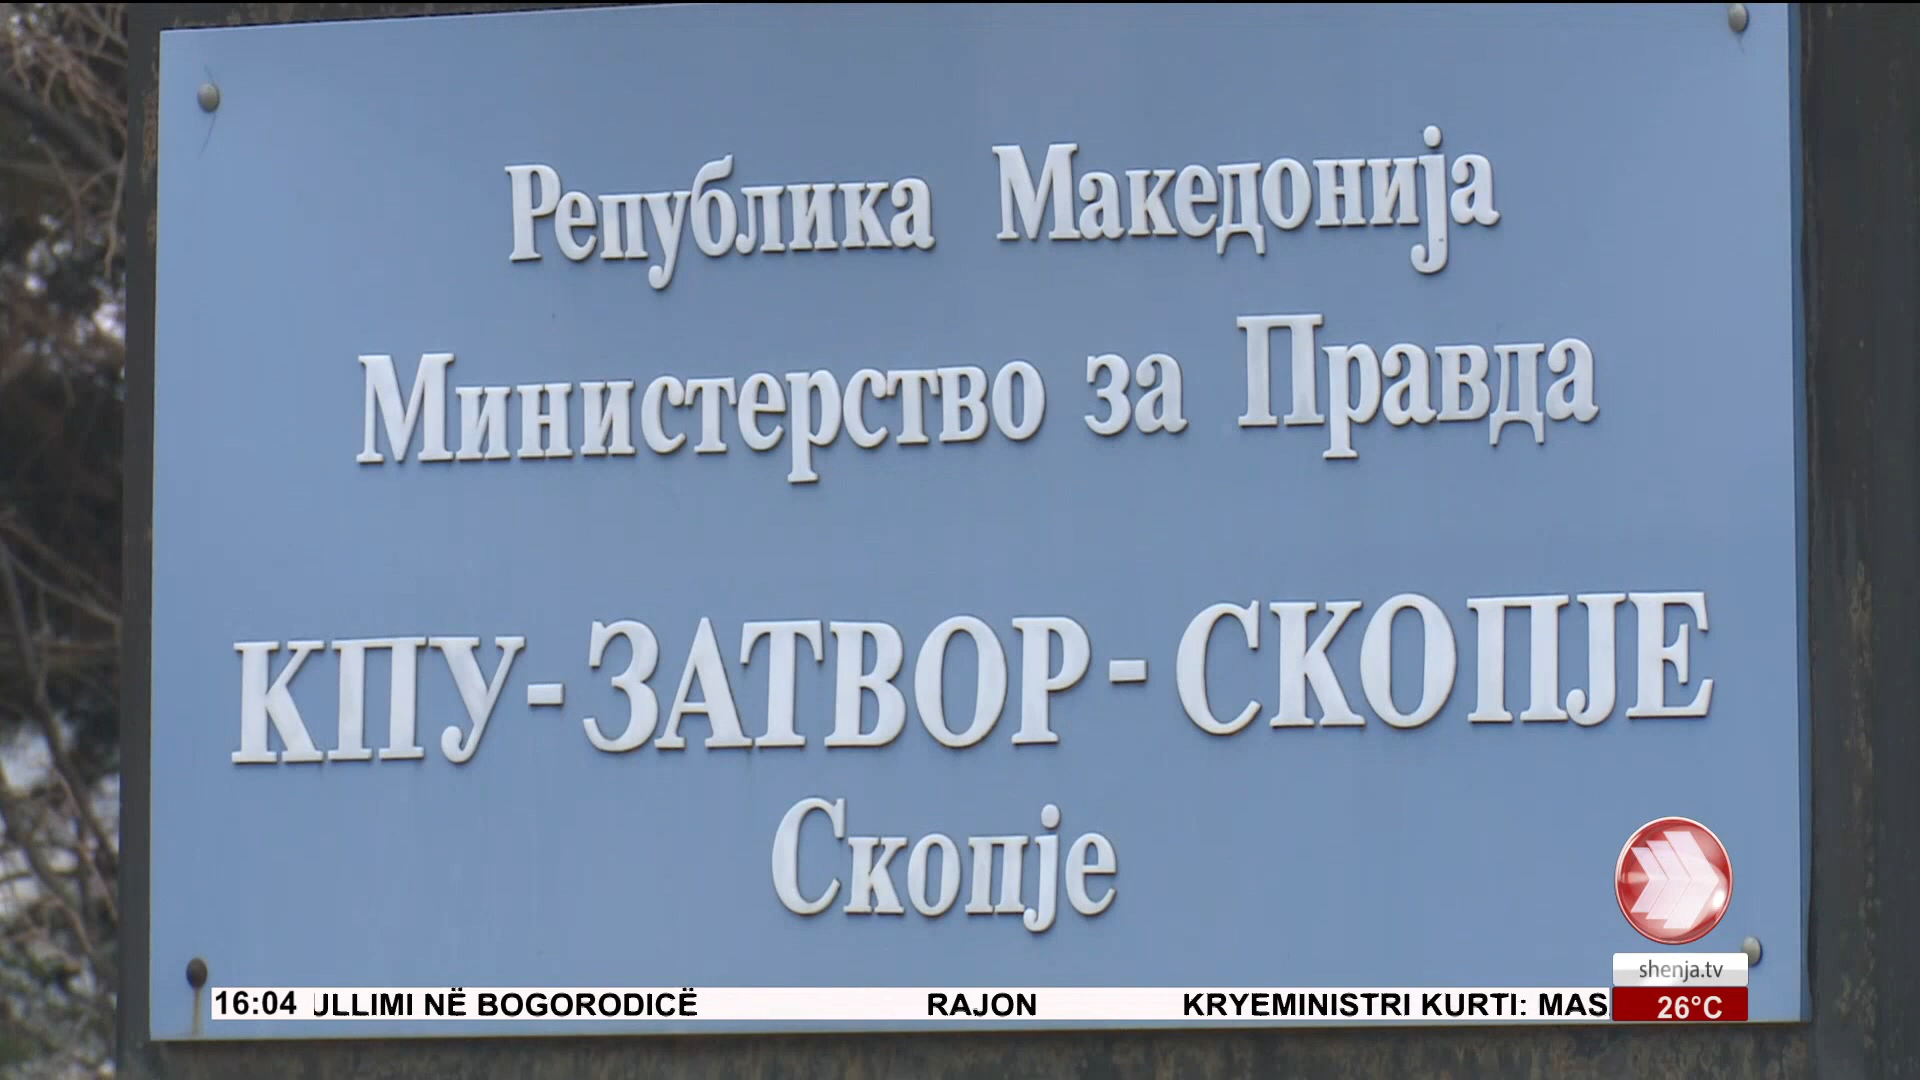 Република Македонија
Министерство за Правда
КПУ-ЗАТВОР-СКОПЈЕ
Скопје
shenja.tv
16:04 ULLIMI NË BOGORODICË RAJON KRYEMINISTRI KURTI: MAS 26°C